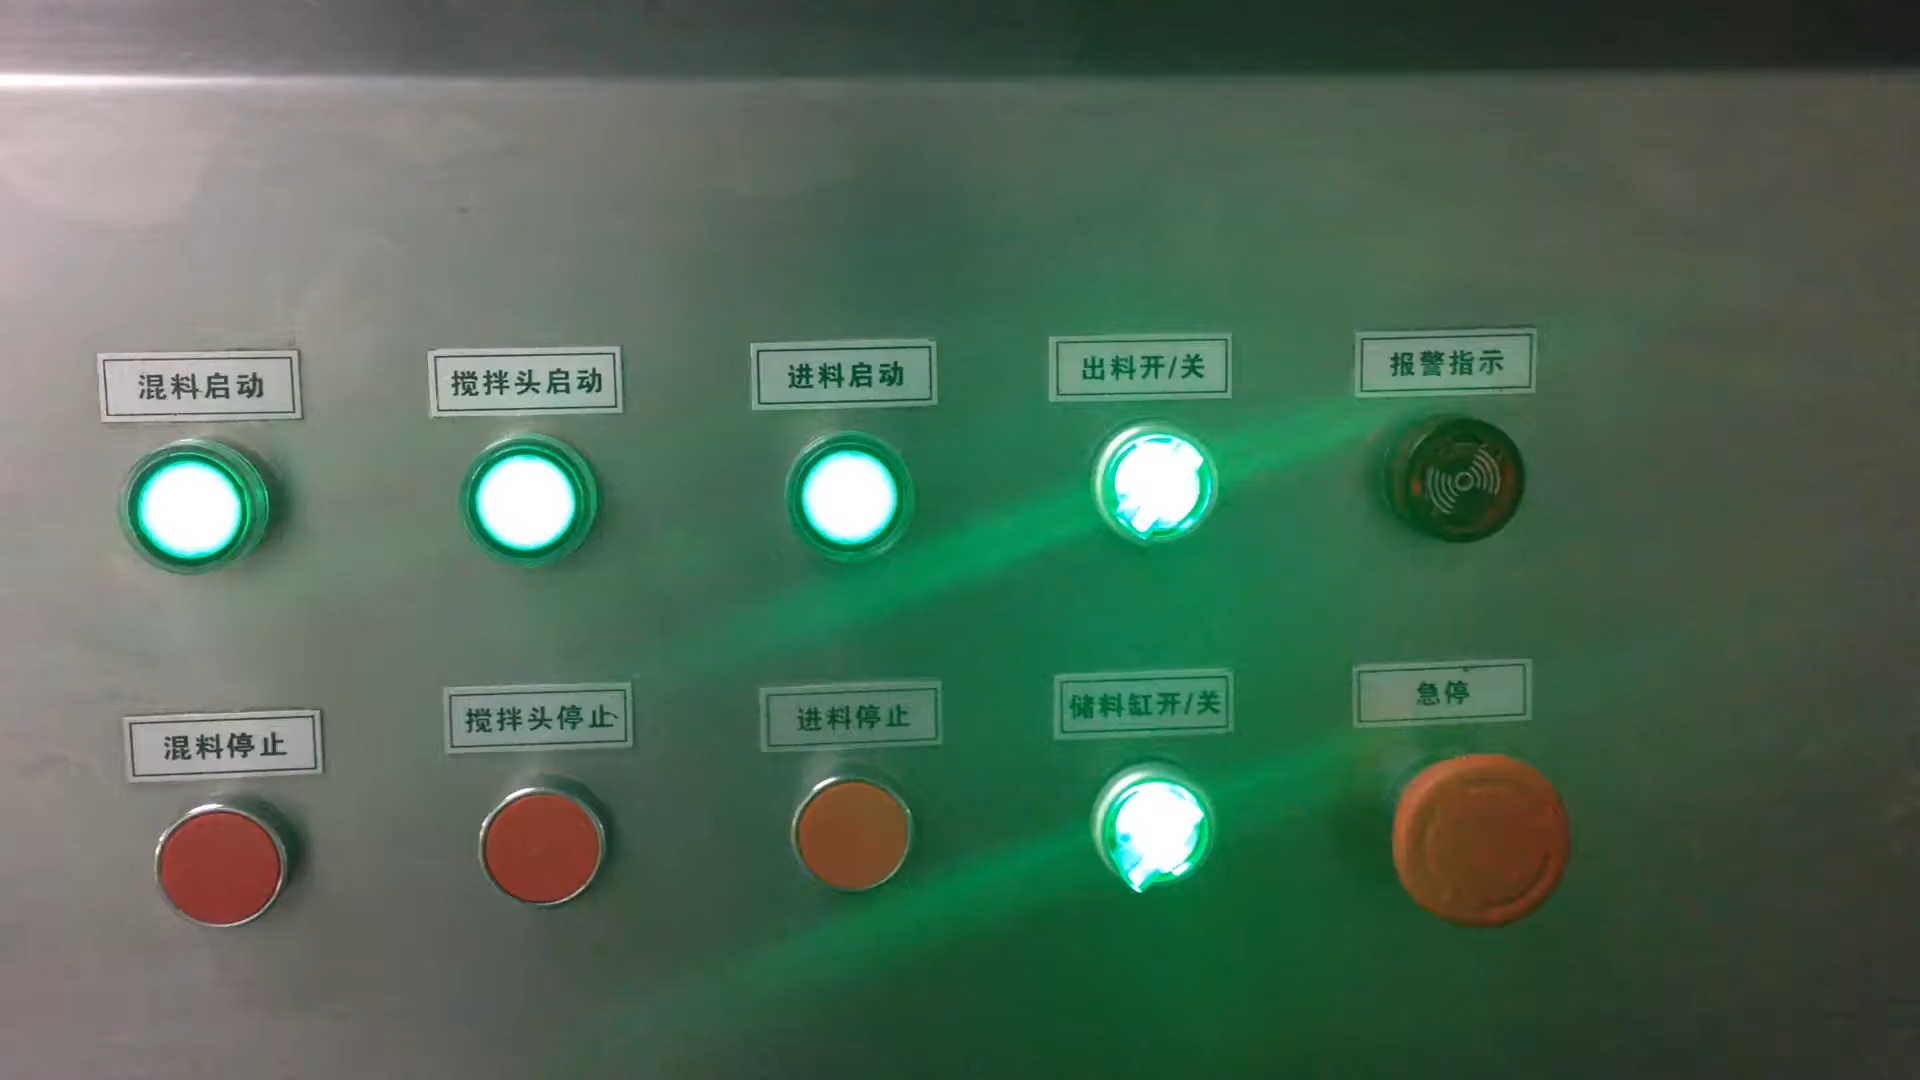 混料启动
搅拌头启动
进料启动
出料开/关
报警指示
混料停止
搅拌头停止
进料停止
储料缸开/关
急停